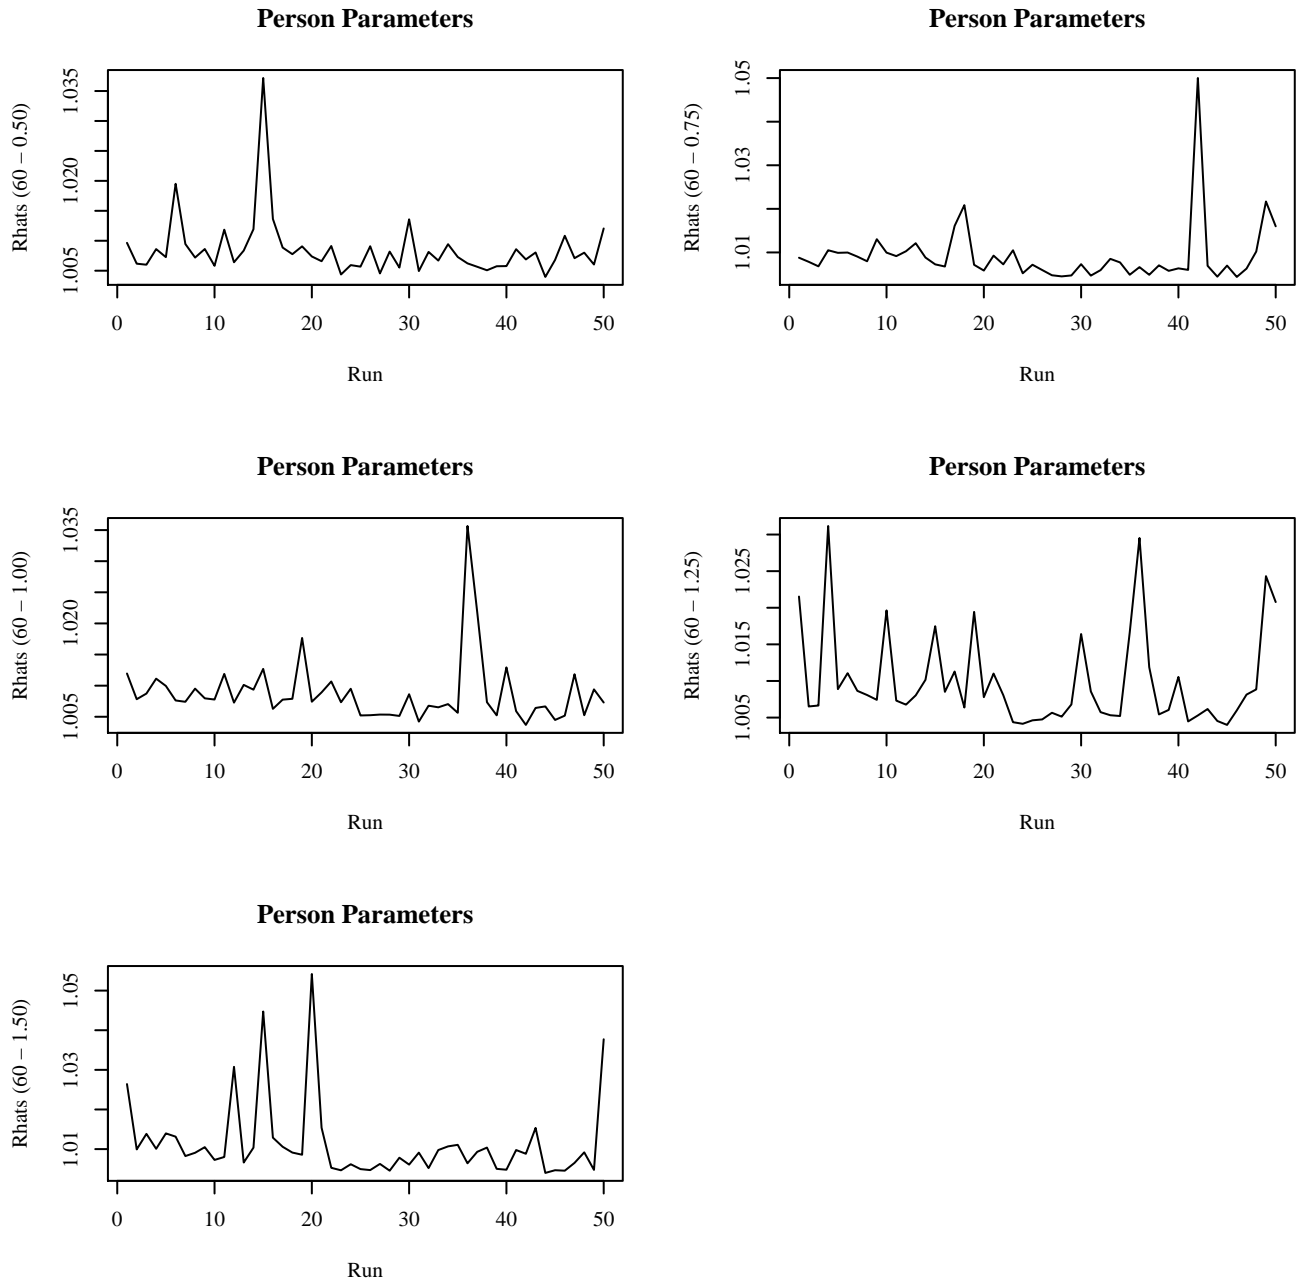 Person Parameters
Rhats (60 − 0.50)
1.005 1.020 1.035
0 10 20 30 40 50
Run
Person Parameters
Rhats (60 − 0.75)
1.01 1.03 1.05
0 10 20 30 40 50
Run
Person Parameters
Rhats (60 − 1.00)
1.005 1.020 1.035
0 10 20 30 40 50
Run
Person Parameters
Rhats (60 − 1.25)
1.005 1.015 1.025
0 10 20 30 40 50
Run
Person Parameters
Rhats (60 − 1.50)
1.01 1.03 1.05
0 10 20 30 40 50
Run